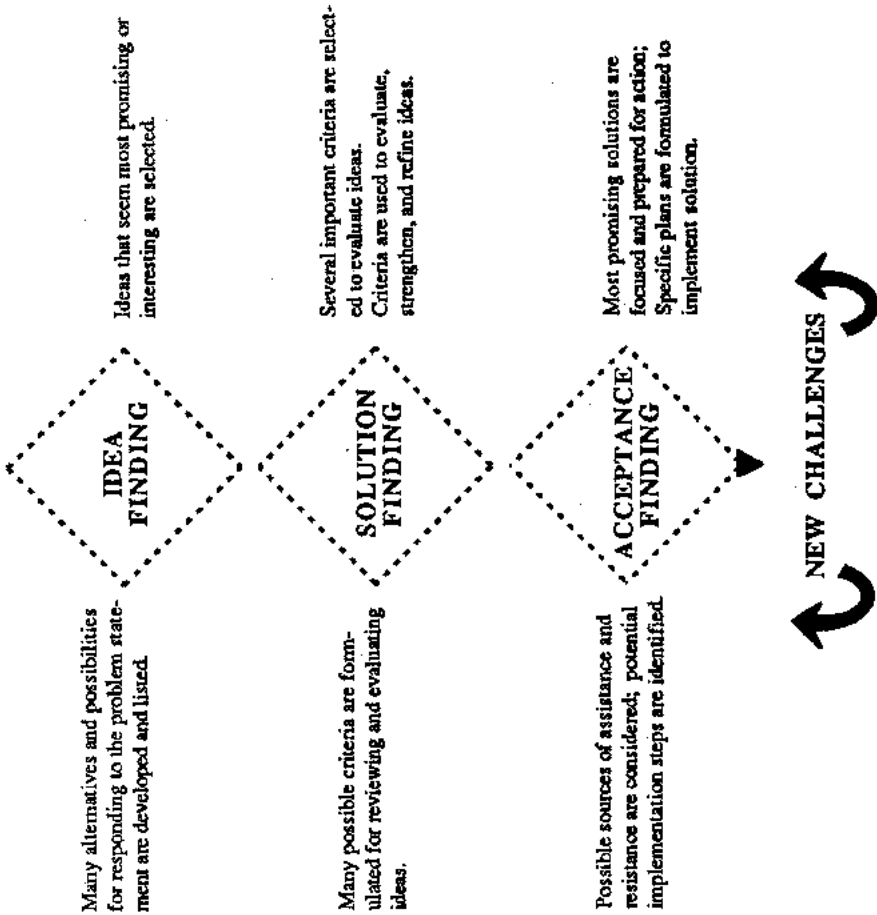 Many alternatives and possibilities
for responding to the problem state-
ment are developed and listed.
IDEA
FINDING
Ideas that seem most promising or
interesting are selected.
Many possible criteria are form-
ulated for reviewing and evaluating
ideas.
SOLUTION
FINDING
Several important criteria are select-
ed to evaluate ideas.
Criteria are used to evaluate,
strengthen, and refine ideas.
Possible sources of assistance and
resistance are considered; potential
implementation steps are identified.
ACCEPTANCE
FINDING
Most promising solutions are
focused and prepared for action;
Specific plans are formulated to
implement solution.
NEW CHALLENGES